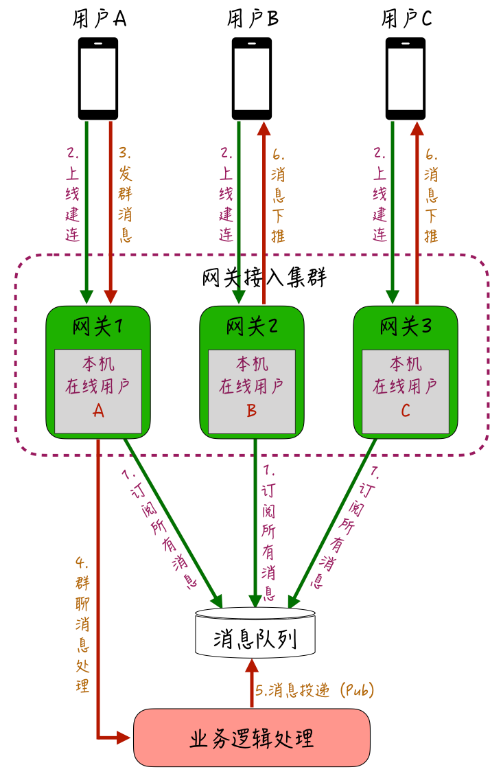 用户A
用户B
用户C
2.上线建连
3.发群消息
2.上线建连
6.消息下推
2.上线建连
6.消息下推
网关接入集群
网关1
网关2
网关3
本机
在线用户
A
本机
在线用户
B
本机
在线用户
C
1.订阅所有消息
1.订阅所有消息
1.订阅所有消息
4.群聊消息处理
消息队列
5.消息投递（Pub）
业务逻辑处理